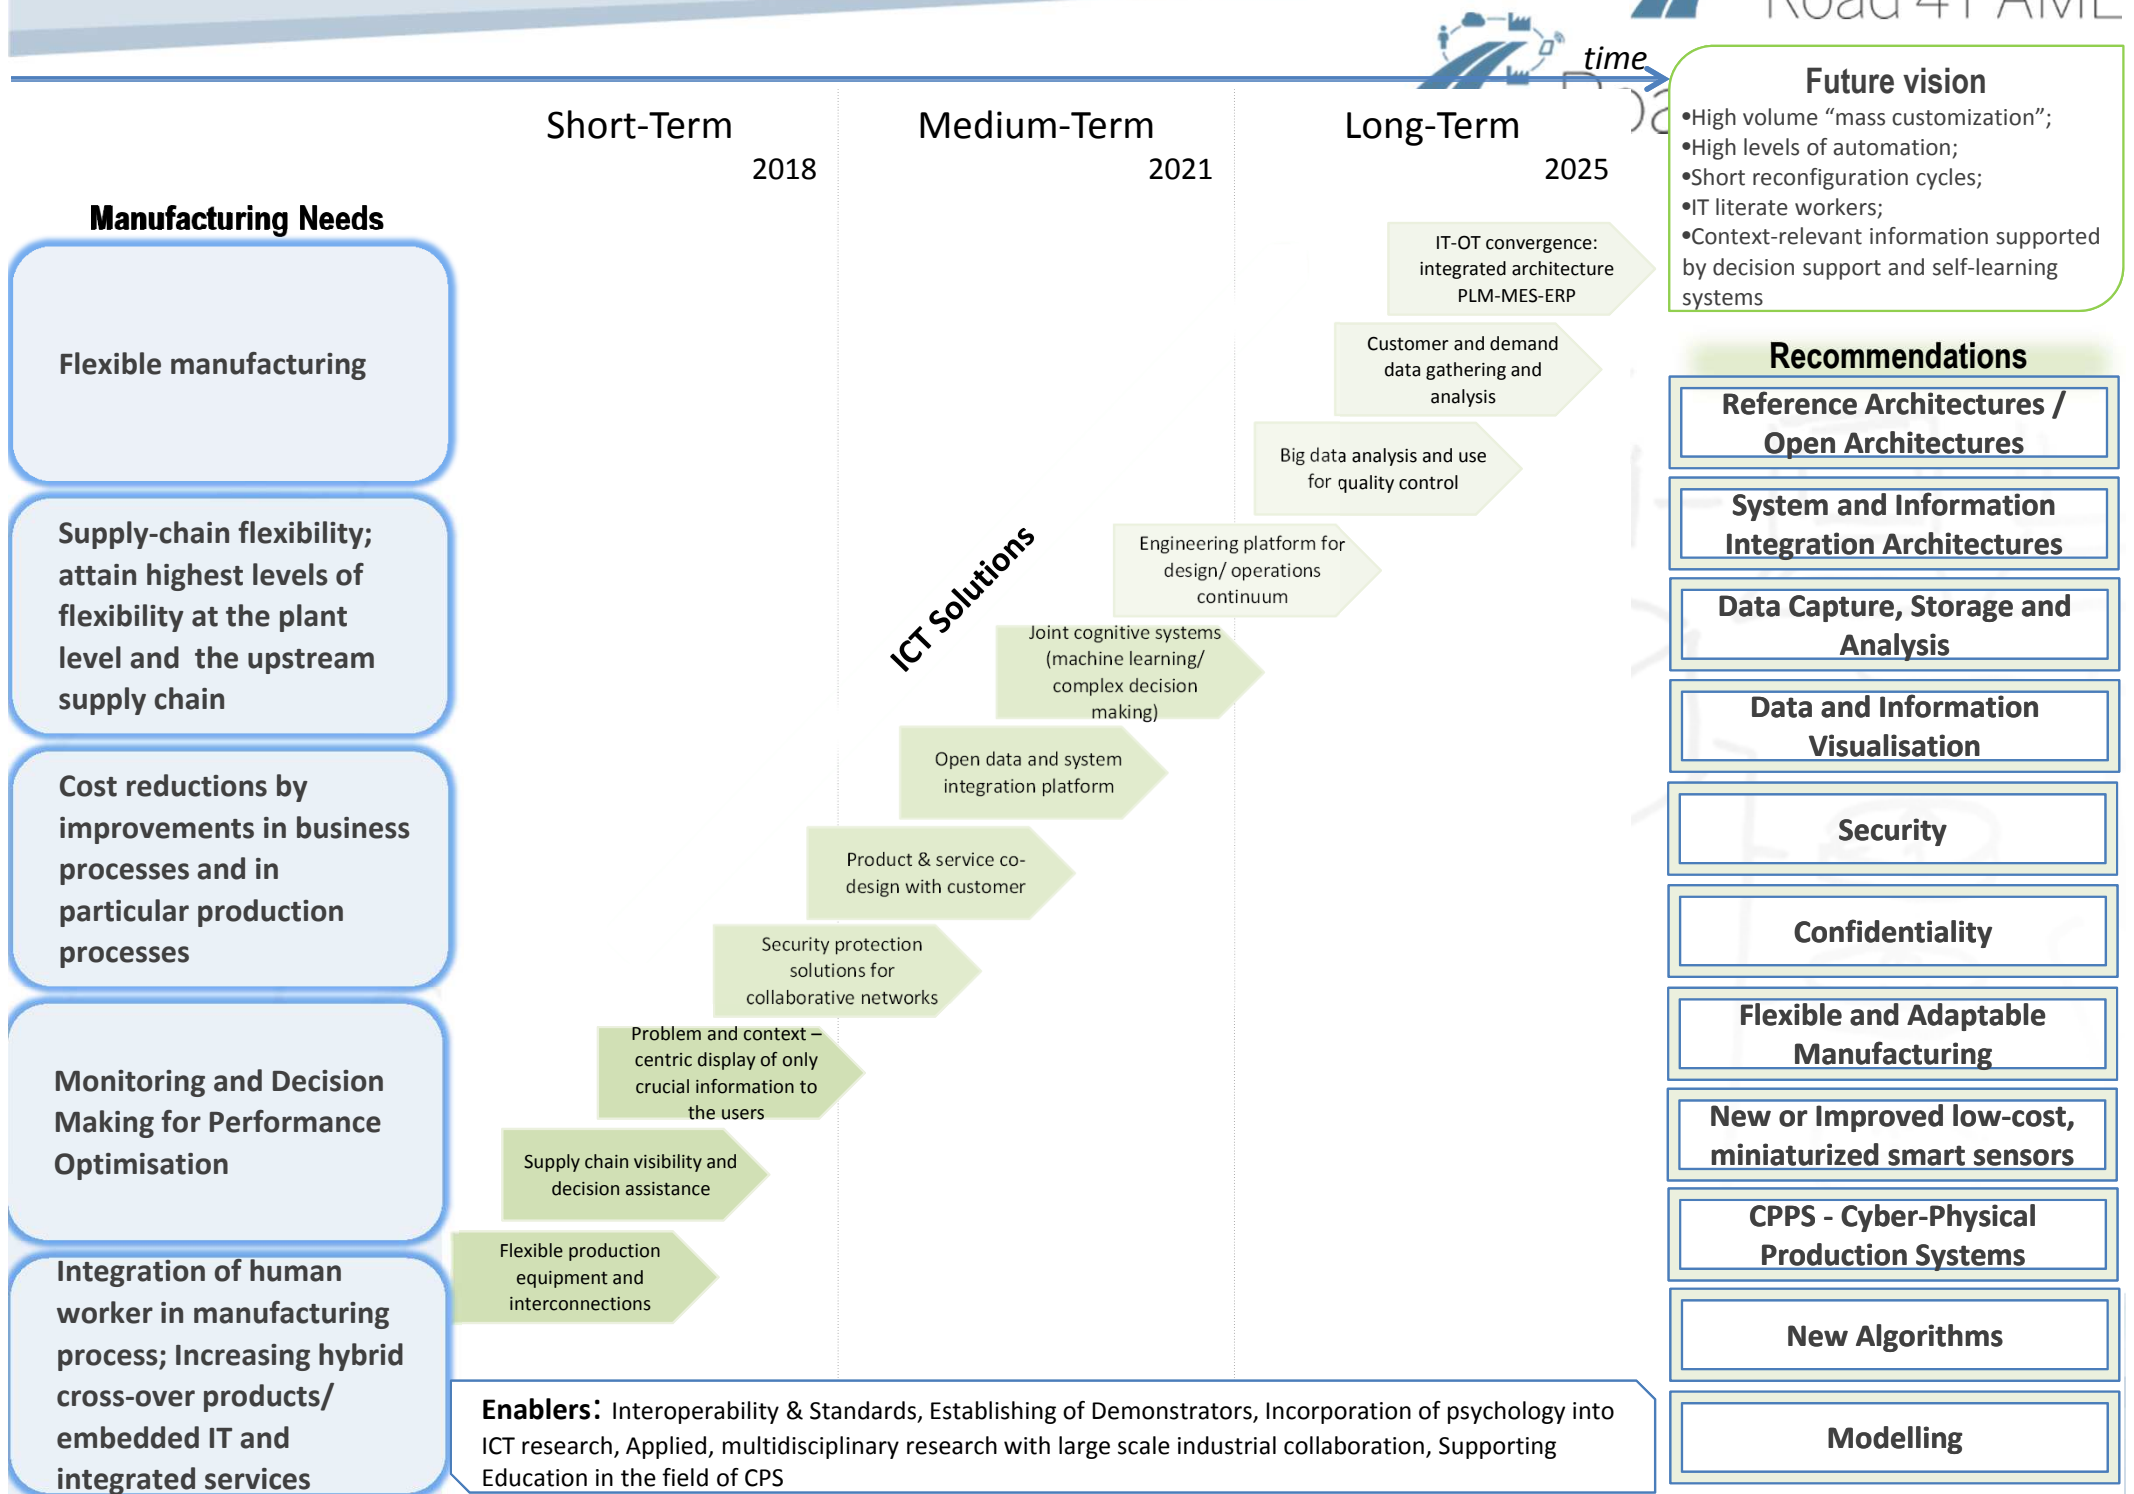 Road 4FAME
time
Future vision
•High volume “mass customization”;
•High levels of automation;
•Short reconfiguration cycles;
•IT literate workers;
•Context-relevant information supported
by decision support and self-learning
systems
Short-Term
2018
Medium-Term
2021
Long-Term
2025
Manufacturing Needs
Flexible manufacturing
Supply-chain flexibility;
attain highest levels of
flexibility at the plant
level and the upstream
supply chain
Cost reductions by
improvements in business
processes and in
particular production
processes
Monitoring and Decision
Making for Performance
Optimisation
Integration of human
worker in manufacturing
process; Increasing hybrid
cross-over products/
embedded IT and
integrated services
ICT Solutions
IT-OT convergence:
integrated architecture
PLM-MES-ERP
Customer and demand
data gathering and
analysis
Big data analysis and use
for quality control
Engineering platform for
design/ operations
continuum
Joint cognitive systems
(machine learning/
complex decision
making)
Open data and system
integration platform
Product & service co-
design with customer
Security protection
solutions for
collaborative networks
Problem and context –
centric display of only
crucial information to
the users
Supply chain visibility and
decision assistance
Flexible production
equipment and
interconnections
Enablers: Interoperability & Standards, Establishing of Demonstrators, Incorporation of psychology into
ICT research, Applied, multidisciplinary research with large scale industrial collaboration, Supporting
Education in the field of CPS
Recommendations
Reference Architectures /
Open Architectures
System and Information
Integration Architectures
Data Capture, Storage and
Analysis
Data and Information
Visualisation
Security
Confidentiality
Flexible and Adaptable
Manufacturing
New or Improved low-cost,
miniaturized smart sensors
CPPS - Cyber-Physical
Production Systems
New Algorithms
Modelling